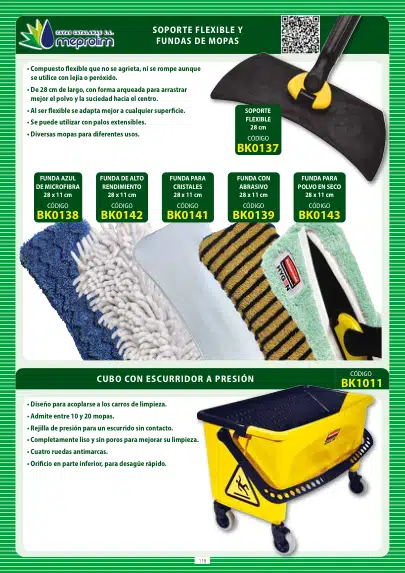 CUPER CATALANAS S.L.
meprolim
SOPORTE FLEXIBLE Y
FUNDAS DE MOPAS
• Compuesto flexible que no se agrieta, ni se rompe aunque
se utilice con lejía o peróxido.
• De 28 cm de largo, con forma arqueada para arrastrar
mejor el polvo y la suciedad hacia el centro.
• Al ser flexible se adapta mejor a cualquier superficie.
• Se puede utilizar con palos extensibles.
• Diversas mopas para diferentes usos.
SOPORTE
FLEXIBLE
28 cm
CÓDIGO
BK0137
FUNDA AZUL
DE MICROFIBRA
28 x 11 cm
CÓDIGO
BK0138
FUNDA DE ALTO
RENDIMIENTO
28 x 11 cm
CÓDIGO
BK0142
FUNDA PARA
CRISTALES
28 x 11 cm
CÓDIGO
BK0141
FUNDA CON
ABRASIVO
28 x 11 cm
CÓDIGO
BK0139
FUNDA PARA
POLVO EN SECO
28 x 11 cm
CÓDIGO
BK0143
CUBO CON ESCURRIDOR A PRESIÓN
CÓDIGO
BK1011
• Diseño para acoplarse a los carros de limpieza.
• Admite entre 10 y 20 mopas.
• Rejilla de presión para un escurrido sin contacto.
• Completamente liso y sin poros para mejorar su limpieza.
• Cuatro ruedas antimarcas.
• Orificio en parte inferior, para desagüe rápido.